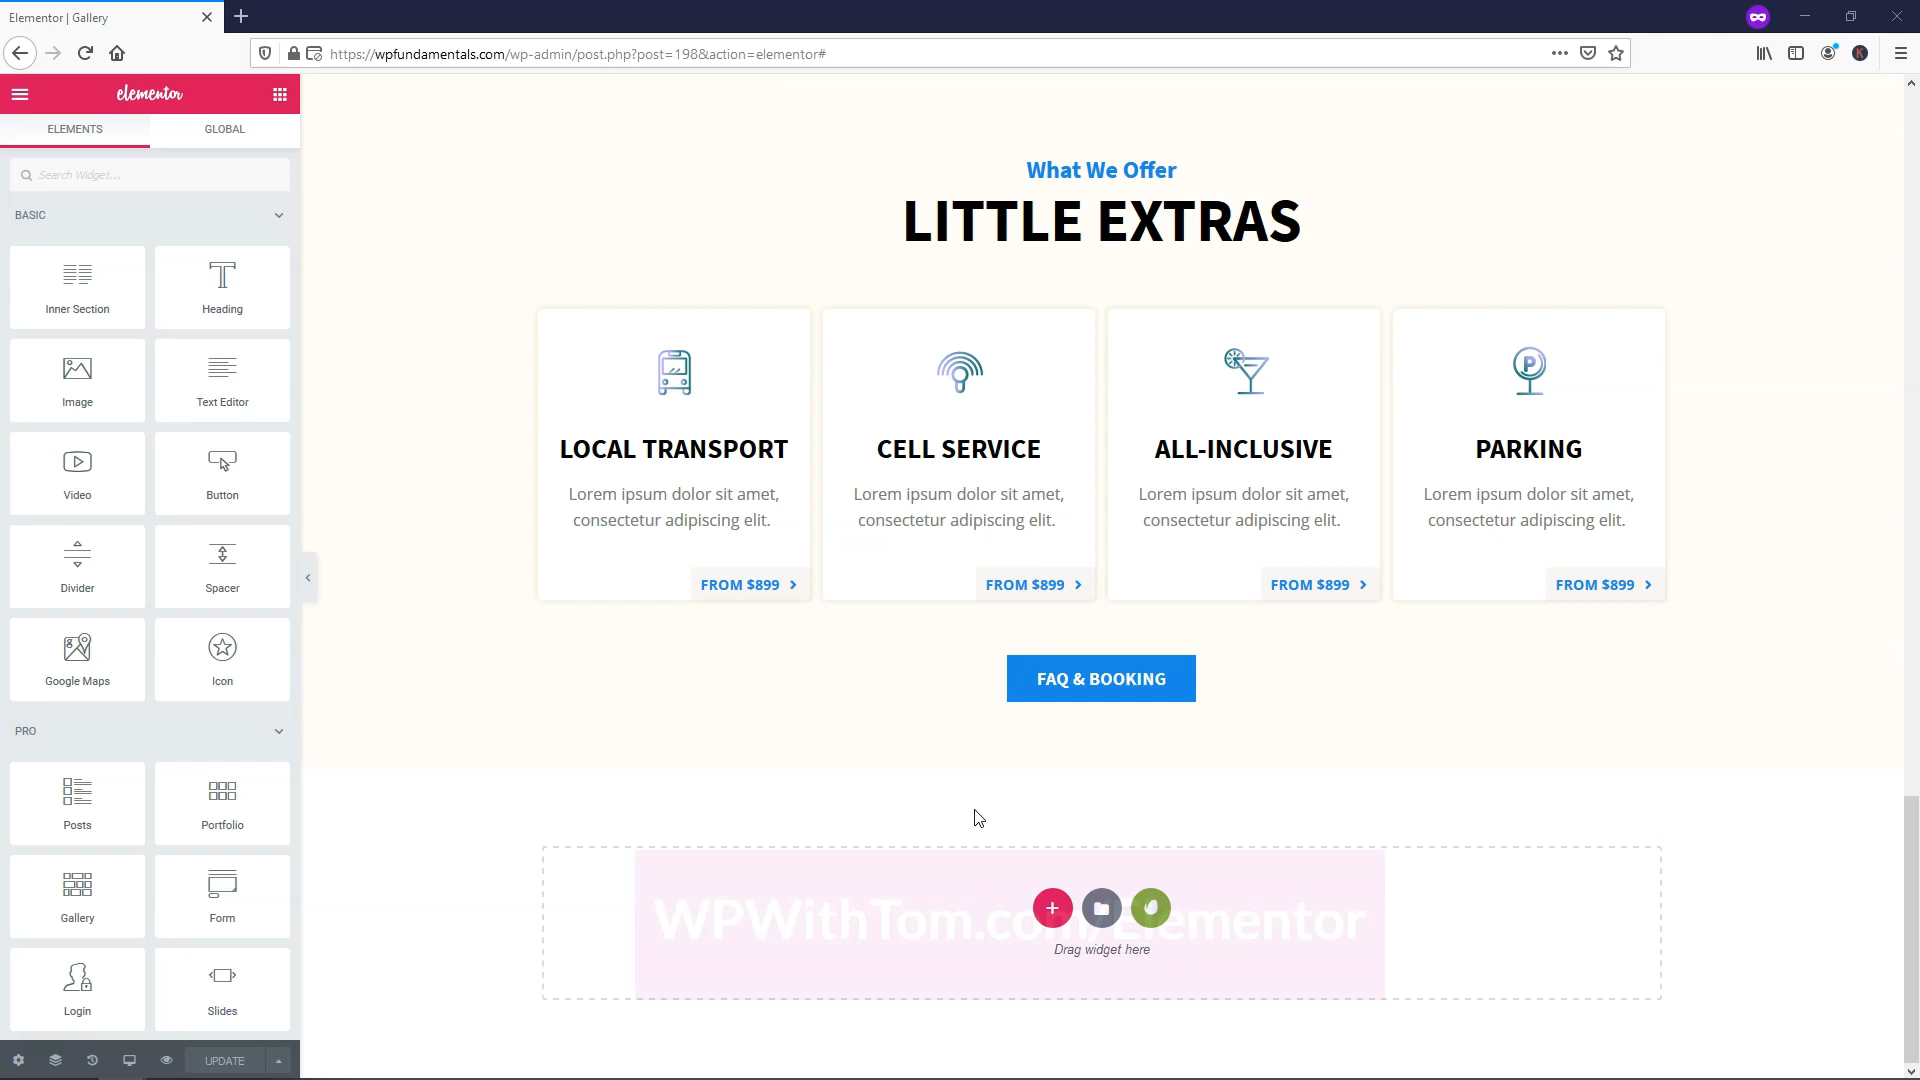 Elementor | Gallery
https://wpfundamentals.com/wp-admin/post.php?post=198&action=elementor#
K
elementor
ELEMENTS
GLOBAL
Search Widget...
BASIC
Inner Section
Heading
Image
Text Editor
Video
Button
Divider
Spacer
Google Maps
Icon
PRO
Posts
Portfolio
Gallery
Form
Login
Slides
UPDATE
What We Offer
LITTLE EXTRAS
P
LOCAL TRANSPORT
CELL SERVICE
ALL-INCLUSIVE
PARKING
Lorem ipsum dolor sit amet,
consectetur adipiscing elit.
Lorem ipsum dolor sit amet,
consectetur adipiscing elit.
Lorem ipsum dolor sit amet,
consectetur adipiscing elit.
Lorem ipsum dolor sit amet,
consectetur adipiscing elit.
FROM $899
FROM $899
FROM $899
FROM $899
FAQ & BOOKING
WPWithTom.com/Elementor
Drag widget here